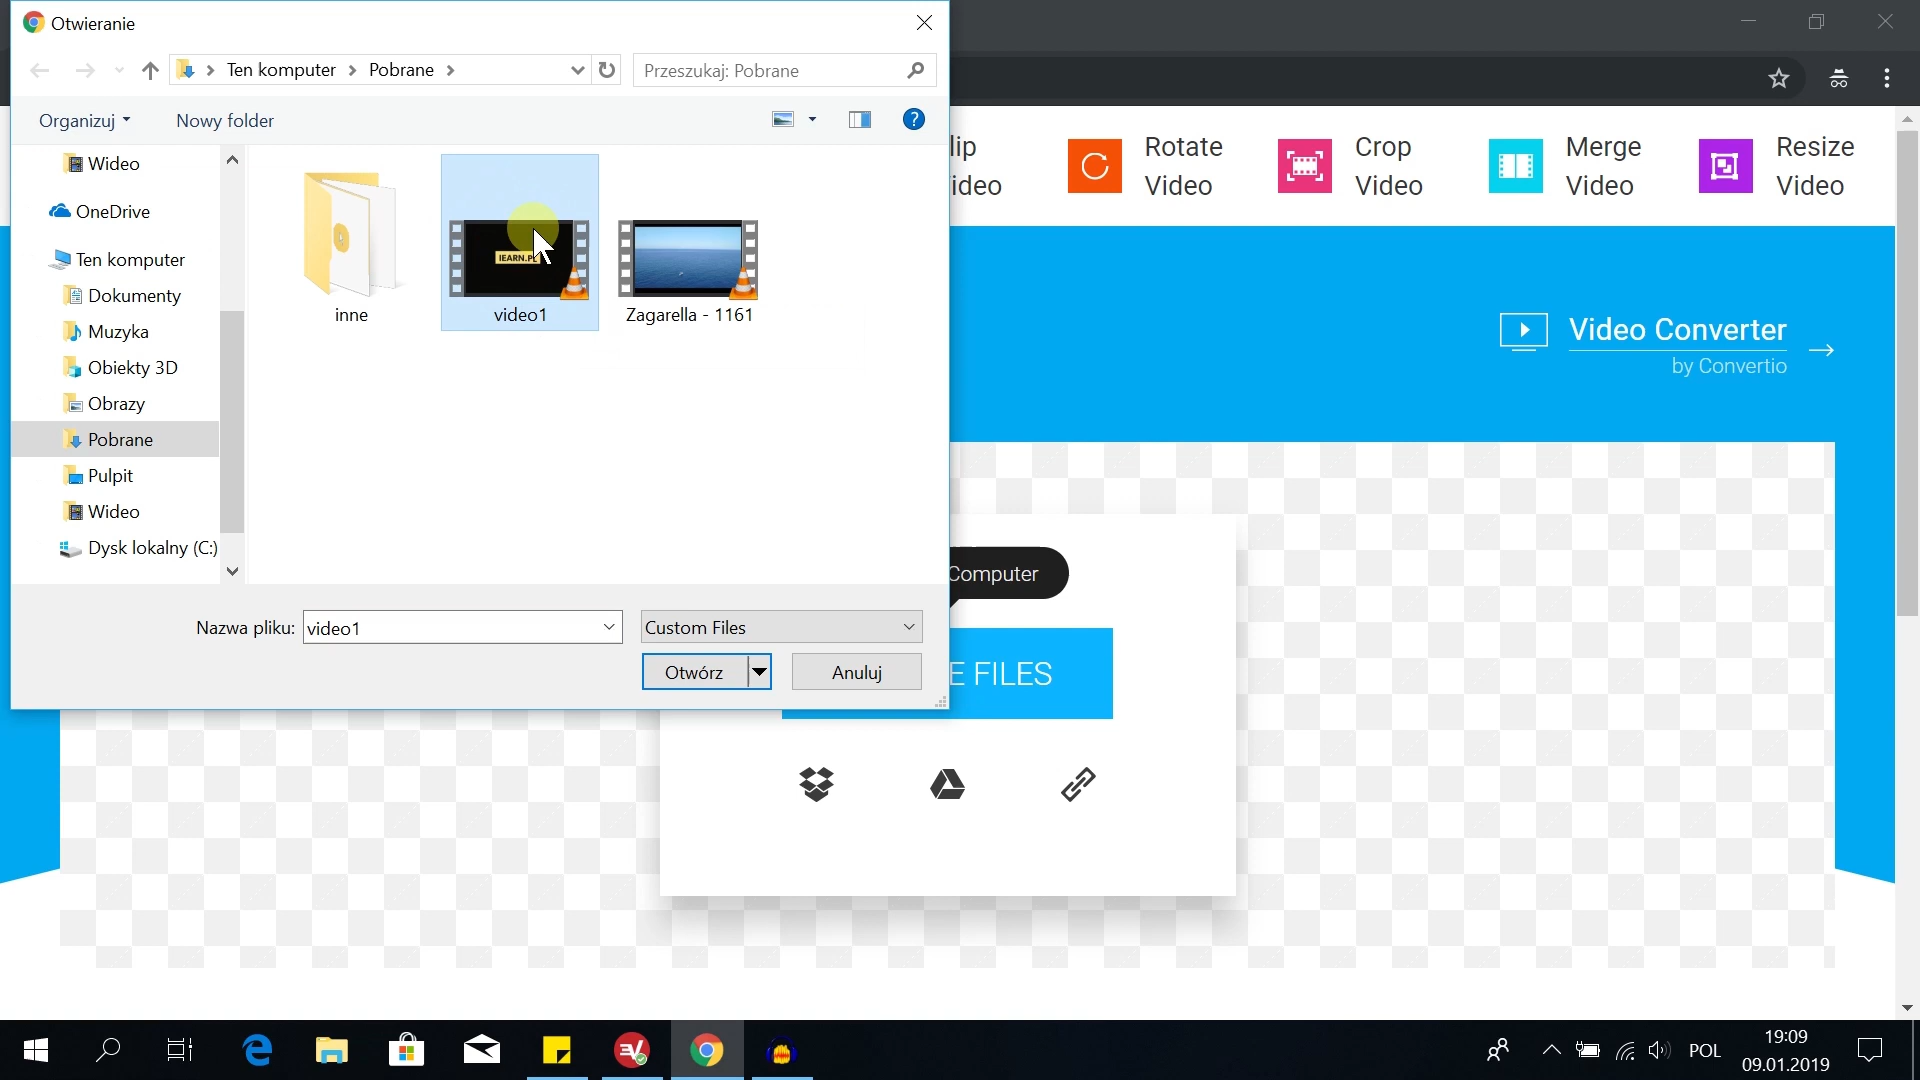 Otwieranie
Ten komputer
Pobrane
Przeszukaj: Pobrane
Organizuj
Nowy folder
?
Wideo
OneDrive
Ten komputer
Dokumenty
Muzyka
Obiekty 3D
Obrazy
Pobrane
Pulpit
Wideo
Dysk lokalny (C:)
inne
IEARN.PL
video1
Zagarella - 1161
Nazwa pliku:
video1
Custom Files
Otwórz
Anuluj
lip
ideo
Rotate
Video
Crop
Video
Merge
Video
Resize
Video
Video Converter
by Convertio
Computer
E FILES
POL
19:09
09.01.2019